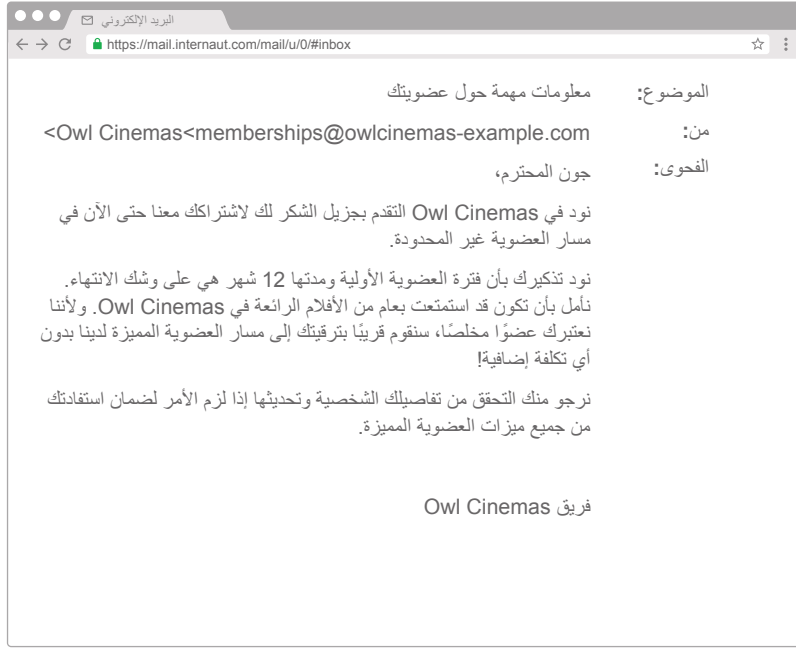 البريد الإلكتروني
https://mail.internaut.com/mail/u/0/#inbox
الموضوع: معلومات مهمة حول عضويتك
من: <Owl Cinemas<memberships@owlcinemas-example.com
الفحوى: جون المحترم،
نود في Owl Cinemas التقدم بجزيل الشكر لك لاشتراكك معنا حتى الآن في
مسار العضوية غير المحدودة.
نود تذكيرك بأن فترة العضوية الأولية ومدتها 12 شهر هي على وشك الانتهاء.
نأمل بأن تكون قد استمتعت بعام من الأفلام الرائعة في Owl Cinemas. ولأننا
نعتبرك عضوًا مخلصًا، سنقوم قريبًا بترقيتك إلى مسار العضوية المميزة لدينا بدون
أي تكلفة إضافية!
نرجو منك التحقق من تفاصيلك الشخصية وتحديثها إذا لزم الأمر لضمان استفادتك
من جميع ميزات العضوية المميزة.
فريق Owl Cinemas